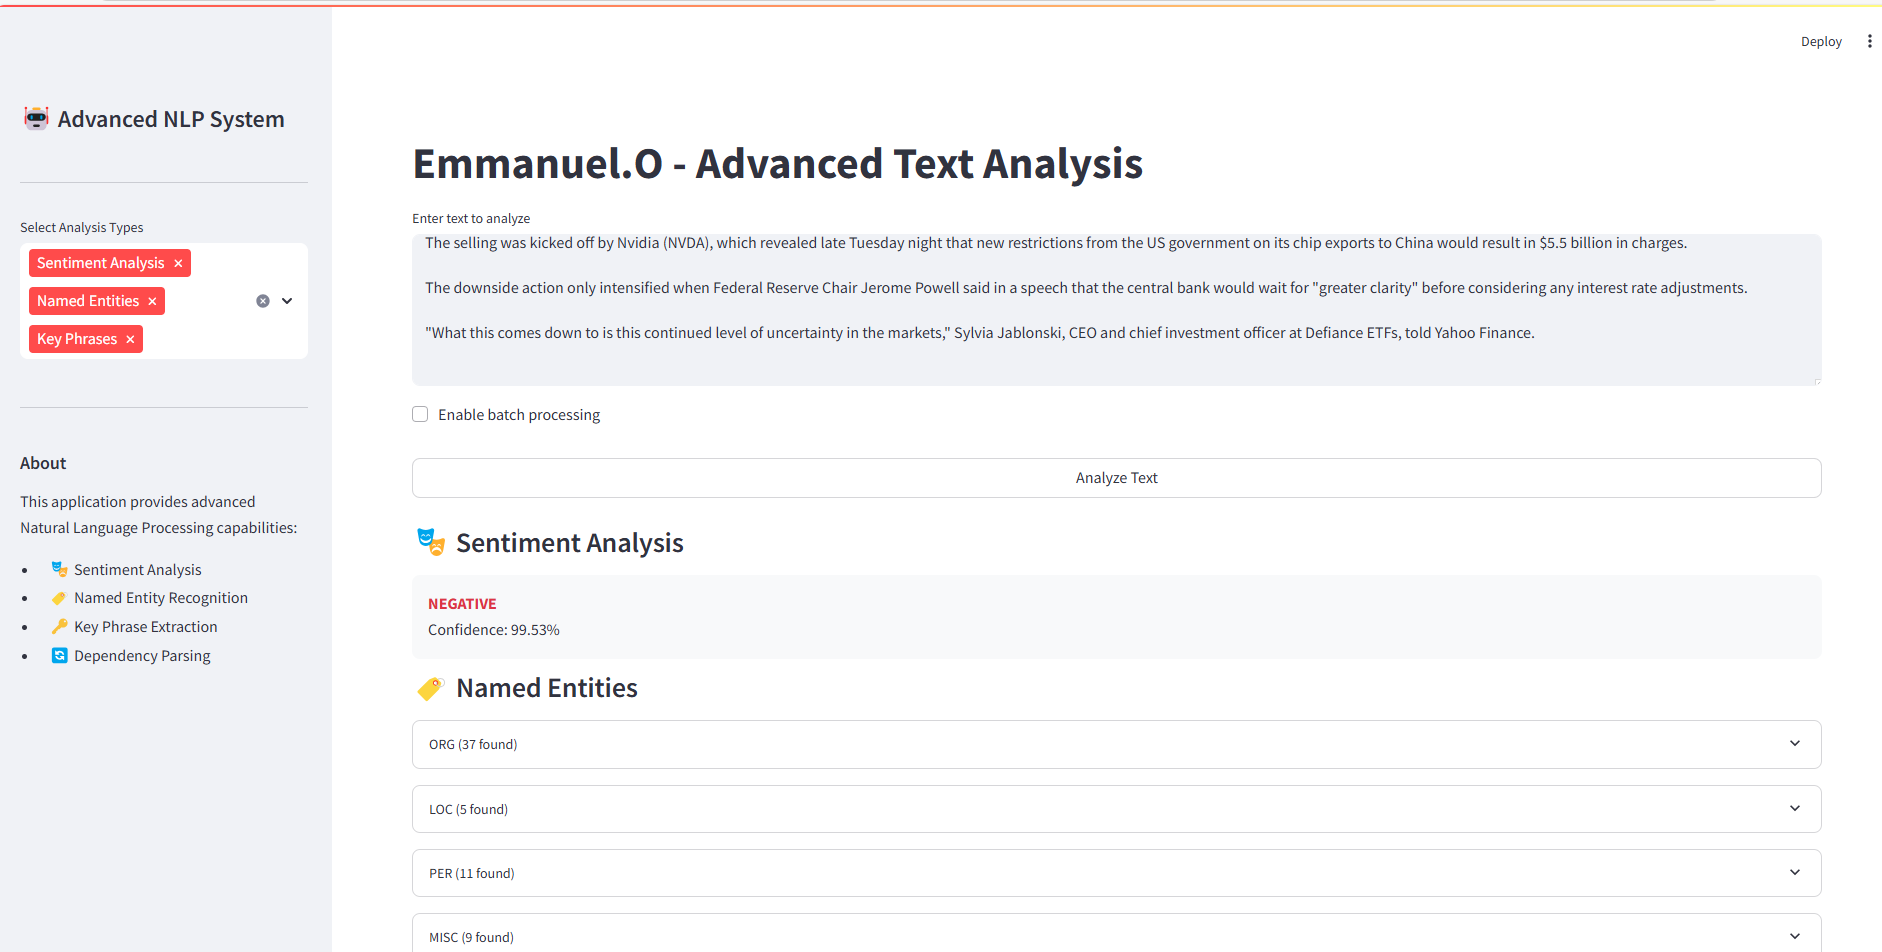 Deploy
Advanced NLP System
Select Analysis Types
Sentiment Analysis ×
Named Entities ×
Key Phrases ×
About
This application provides advanced
Natural Language Processing capabilities:
• Sentiment Analysis
• Named Entity Recognition
• Key Phrase Extraction
• Dependency Parsing
Emmanuel.O - Advanced Text Analysis
Enter text to analyze
The selling was kicked off by Nvidia (NVDA), which revealed late Tuesday night that new restrictions from the US government on its chip exports to China would result in $5.5 billion in charges.
The downside action only intensified when Federal Reserve Chair Jerome Powell said in a speech that the central bank would wait for "greater clarity" before considering any interest rate adjustments.
"What this comes down to is this continued level of uncertainty in the markets," Sylvia Jablonski, CEO and chief investment officer at Defiance ETFs, told Yahoo Finance.
Enable batch processing
Analyze Text
Sentiment Analysis
NEGATIVE
Confidence: 99.53%
Named Entities
ORG (37 found)
LOC (5 found)
PER (11 found)
MISC (9 found)